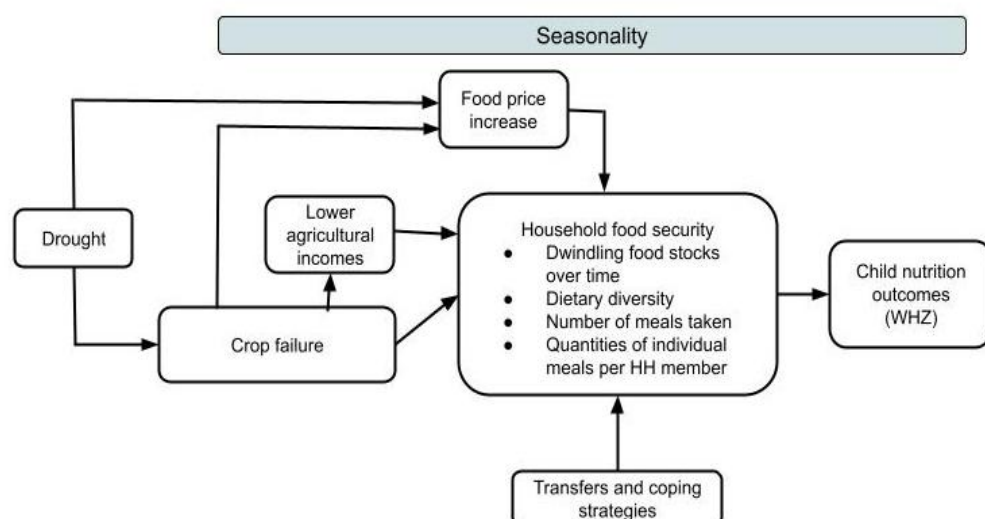 Seasonality
Food price
increase
Drought
Lower
agricultural
incomes
Crop failure
Household food security
● Dwindling food stocks
over time
● Dietary diversity
● Number of meals taken
● Quantities of individual
meals per HH member
Child nutrition
outcomes
(WHZ)
Transfers and coping
strategies